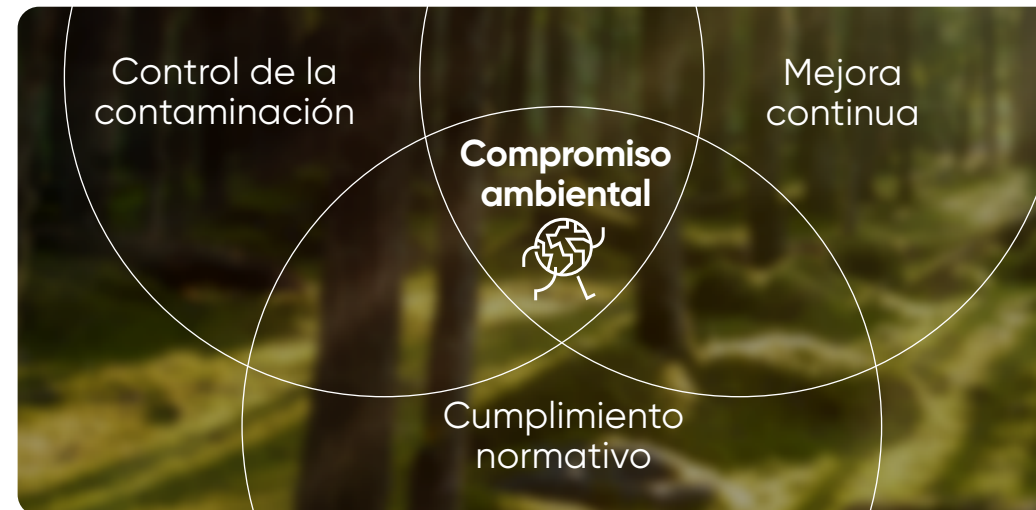 Control de la
contaminación
Mejora
continua
Compromiso
ambiental
Cumplimiento
normativo